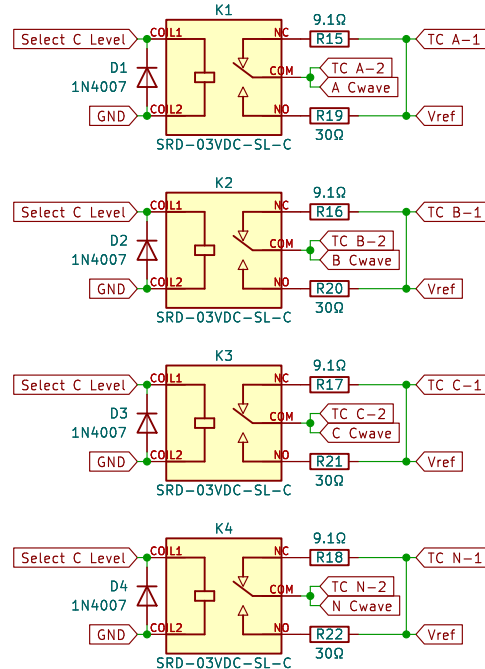 K1
9.1Ω
Select C Level
COIL1
NC
R15
TC A-1
D1
1N4007
TC A-2
COM
A Cwave
GND
COIL2
NO
R19
Vref
SRD-03VDC-SL-C
30Ω
K2
9.1Ω
Select C Level
COIL1
NC
R16
TC B-1
D2
1N4007
TC B-2
COM
B Cwave
GND
COIL2
NO
R20
Vref
SRD-03VDC-SL-C
30Ω
K3
9.1Ω
Select C Level
COIL1
NC
R17
TC C-1
D3
1N4007
TC C-2
COM
C Cwave
GND
COIL2
NO
R21
Vref
SRD-03VDC-SL-C
30Ω
K4
9.1Ω
Select C Level
COIL1
NC
R18
TC N-1
D4
1N4007
TC N-2
COM
N Cwave
GND
COIL2
NO
R22
Vref
SRD-03VDC-SL-C
30Ω